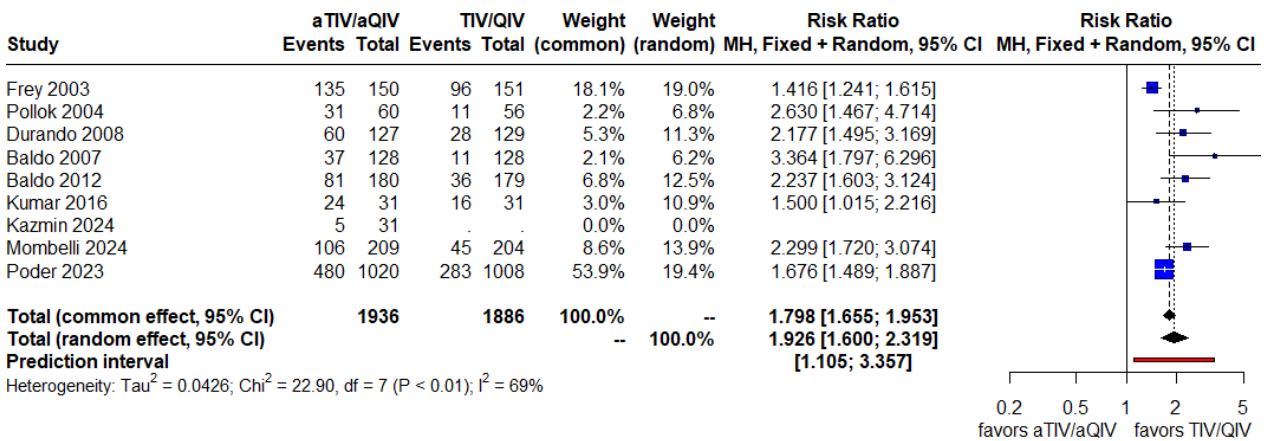 aTIV/aQIV TIV/QIV Weight Weight Risk Ratio Risk Ratio
Study Events Total Events Total (common) (random) MH, Fixed + Random, 95% CI MH, Fixed + Random, 95% CI
Frey 2003 135 150 96 151 18.1% 19.0% 1.416 [1.241; 1.615]
Pollok 2004 31 60 11 56 2.2% 6.8% 2.630 [1.467; 4.714]
Durando 2008 60 127 28 129 5.3% 11.3% 2.177 [1.495; 3.169]
Baldo 2007 37 128 11 128 2.1% 6.2% 3.364 [1.797; 6.296]
Baldo 2012 81 180 36 179 6.8% 12.5% 2.237 [1.603; 3.124]
Kumar 2016 24 31 16 31 3.0% 10.9% 1.500 [1.015; 2.216]
Kazmin 2024 5 31 . . 0.0% 0.0%
Mombelli 2024 106 209 45 204 8.6% 13.9% 2.299 [1.720; 3.074]
Poder 2023 480 1020 283 1008 53.9% 19.4% 1.676 [1.489; 1.887]
Total (common effect, 95% CI) 1936 1886 100.0% -- 1.798 [1.655; 1.953]
Total (random effect, 95% CI) -- 100.0% 1.926 [1.600; 2.319]
Prediction interval [1.105; 3.357]
Heterogeneity: Tau² = 0.0426; Chi² = 22.90, df = 7 (P < 0.01); I² = 69%
0.2 0.5 1 2 5
favors aTIV/aQIV favors TIV/QIV